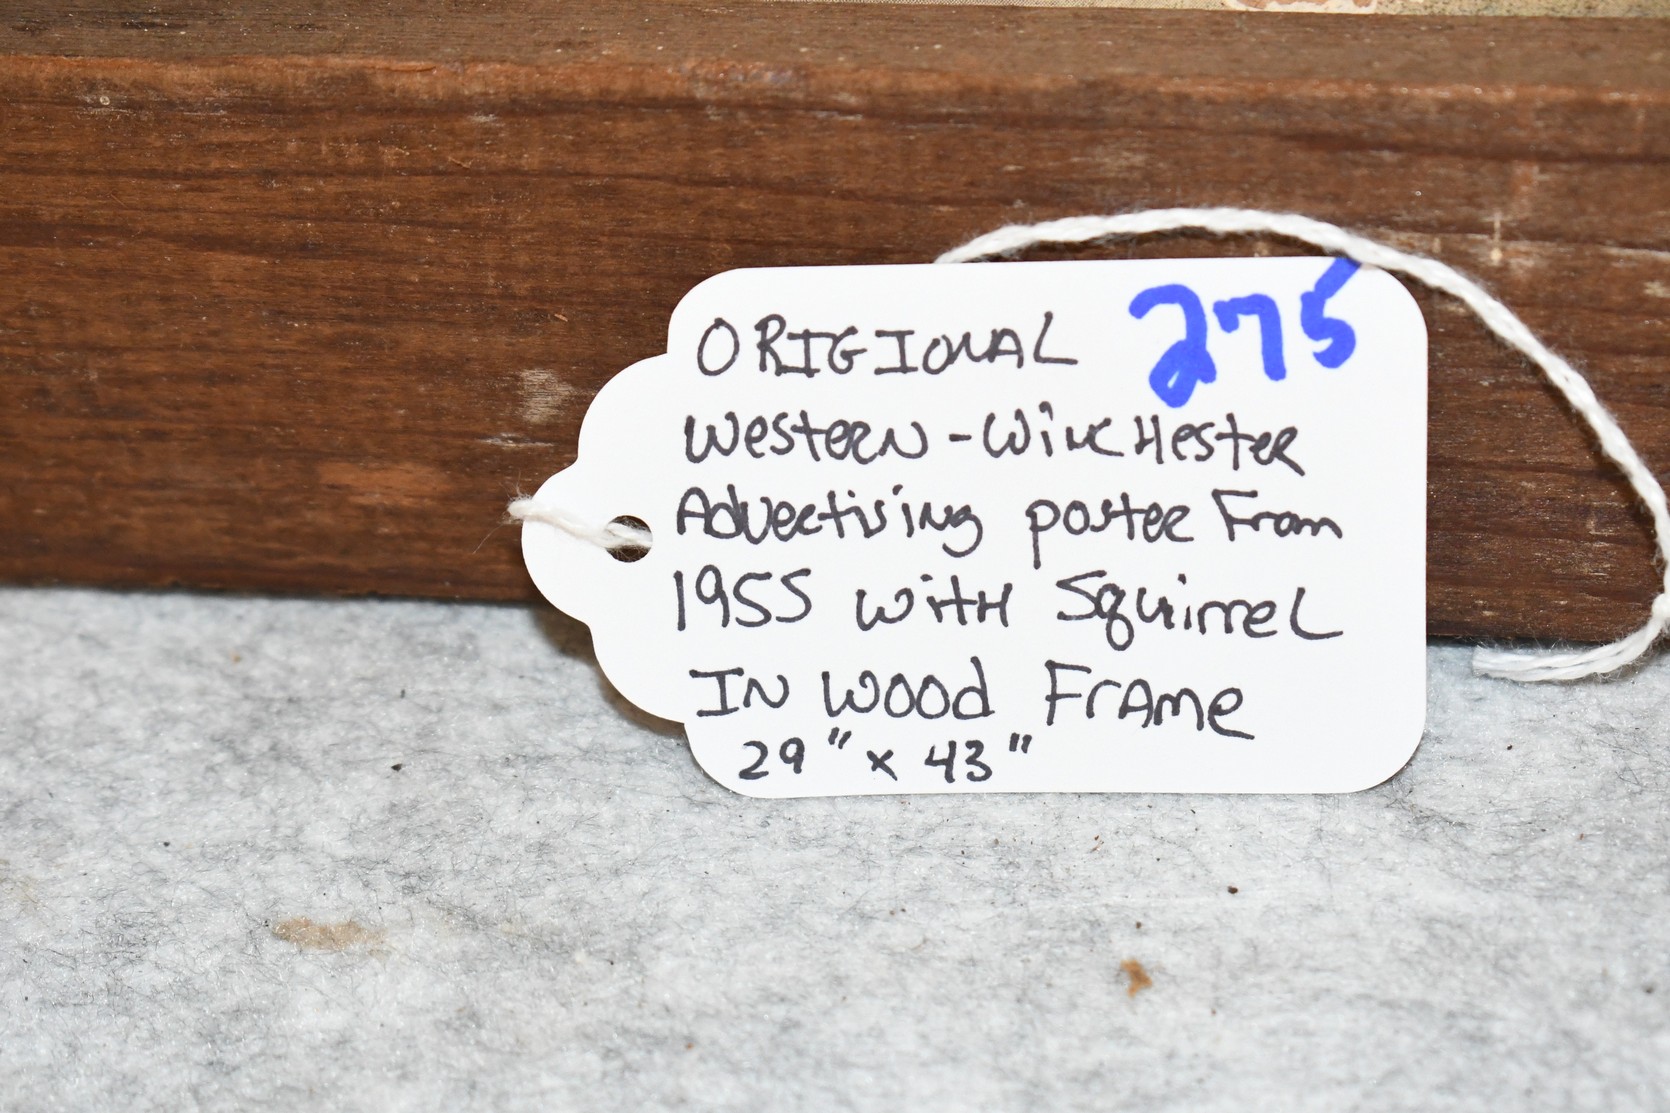 ORIGIONAL 275
Western-Winchester
Advertising poster From
1955 with Squirrel
IN Wood Frame
29" x 43"